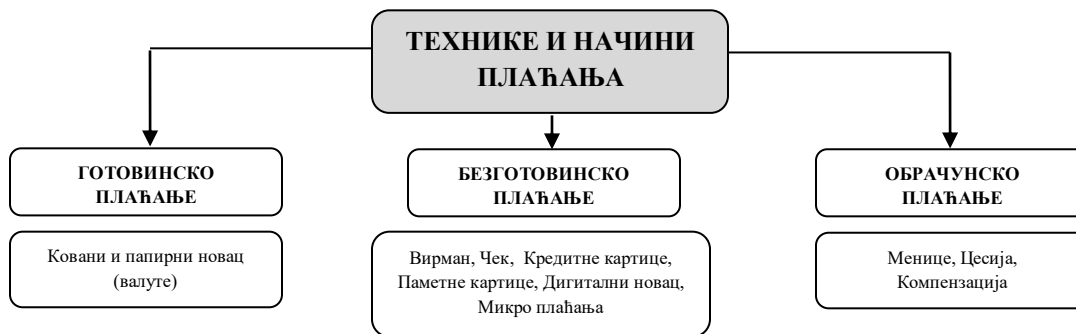 ТЕХНИКЕ И НАЧИНИ
ПЛАЋАЊА
ГОТОВИНСКО
ПЛАЋАЊЕ
Ковани и папирни новац
(валуте)
БЕЗГОТОВИНСКО
ПЛАЋАЊЕ
Вирман, Чек, Кредитне картице,
Паметне картице, Дигитални новац,
Микро плаћања
ОБРАЧУНСКО
ПЛАЋАЊЕ
Менице, Цесија,
Компензација